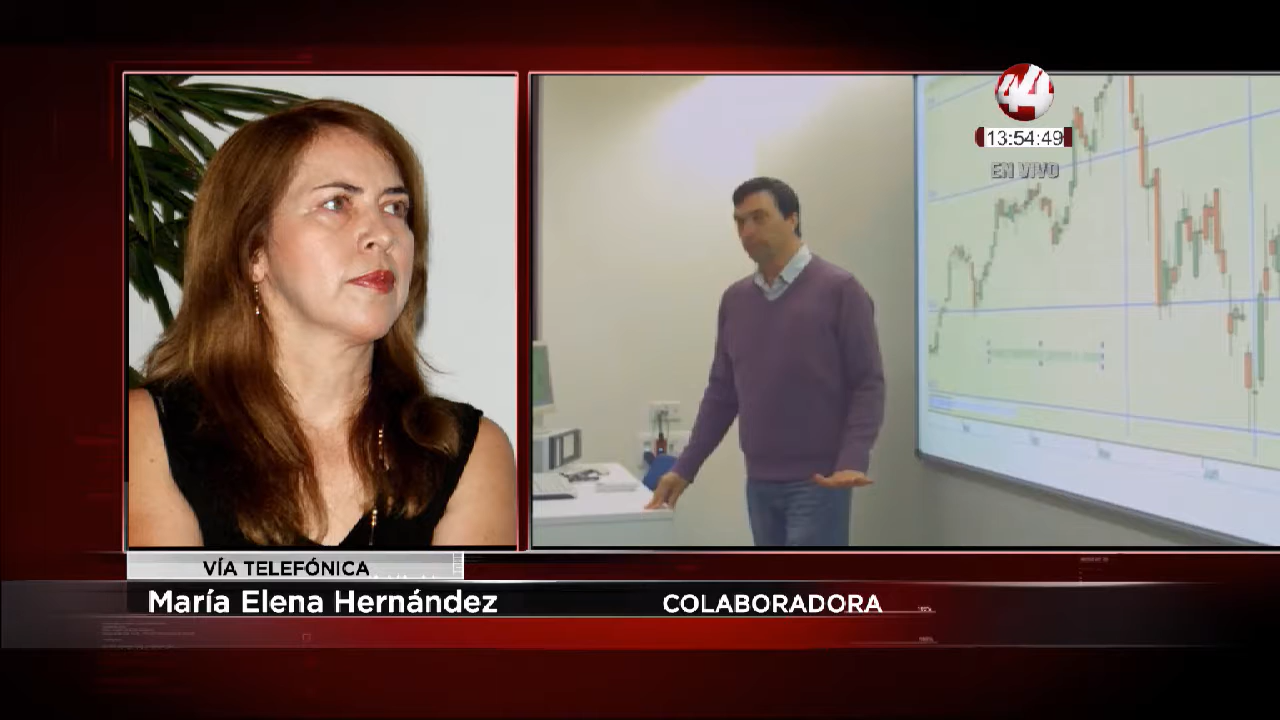 44
13:54:49
EN VIVO
VÍA TELEFÓNICA
María Elena Hernández
COLABORADORA